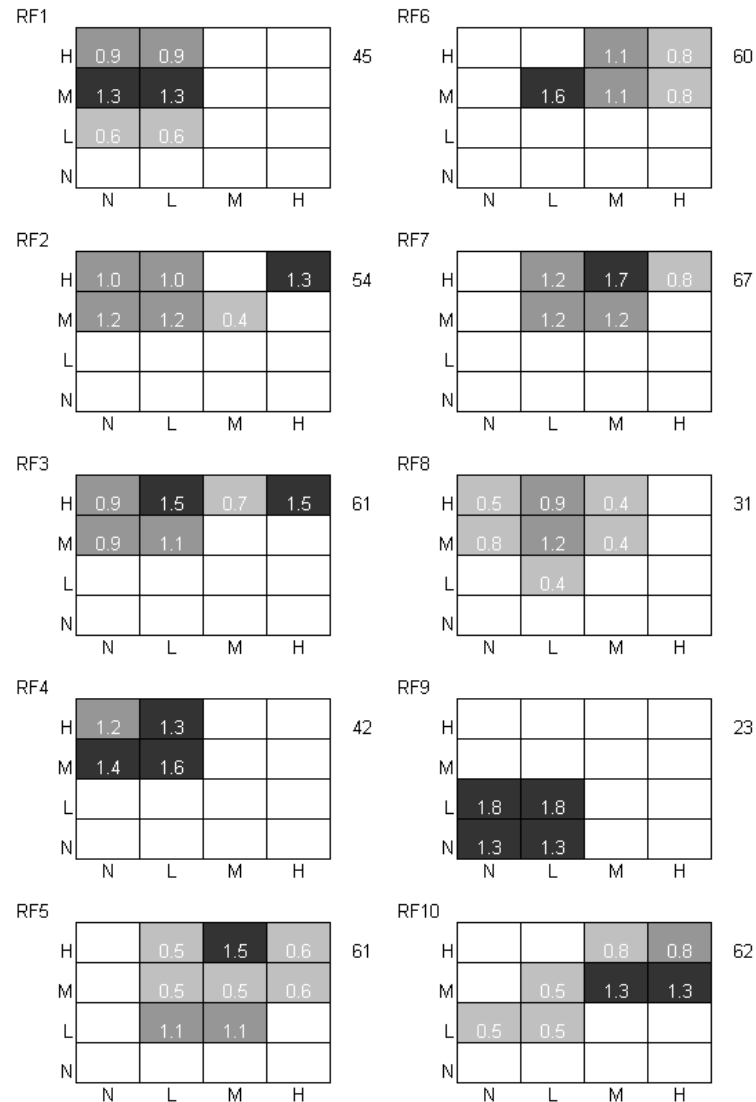 RF1
H 0.9 0.9 45
M 1.3 1.3
L 0.6 0.6
N
N L M H
RF2
H 1.0 1.0 1.3 54
M 1.2 1.2 0.4
L
N
N L M H
RF3
H 0.9 1.5 0.7 1.5 61
M 0.9 1.1
L
N
N L M H
RF4
H 1.2 1.3 42
M 1.4 1.6
L
N
N L M H
RF5
H 0.5 1.5 0.6 61
M 0.5 0.5 0.6
L 1.1 1.1
N
N L M H
RF6
H 1.1 0.8 60
M 1.6 1.1 0.8
L
N
N L M H
RF7
H 1.2 1.7 0.8 67
M 1.2 1.2
L
N
N L M H
RF8
H 0.5 0.9 0.4 31
M 0.8 1.2 0.4
L 0.4
N
N L M H
RF9
H 23
M
L 1.8 1.8
N 1.3 1.3
N L M H
RF10
H 0.8 0.8 62
M 0.5 1.3 1.3
L 0.5 0.5
N
N L M H